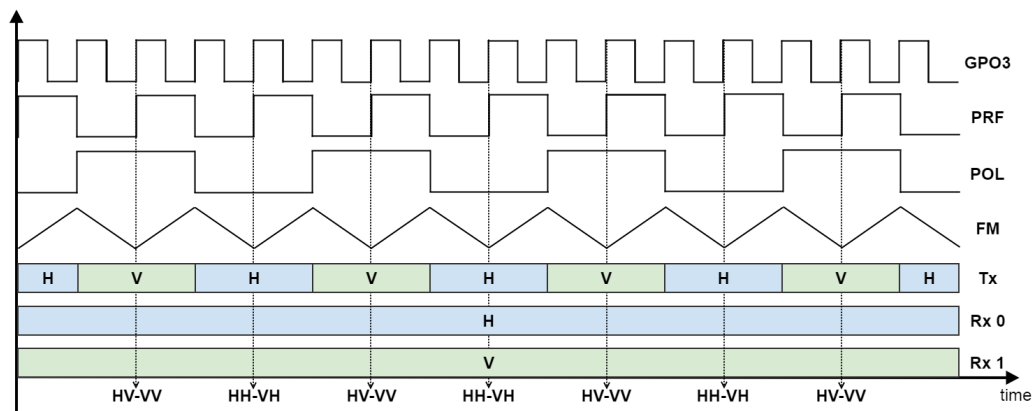 GPO3
PRF
POL
FM
H V H V H V H V H Tx
H Rx 0
V Rx 1
HV-VV HH-VH HV-VV HH-VH HV-VV HH-VH HV-VV time